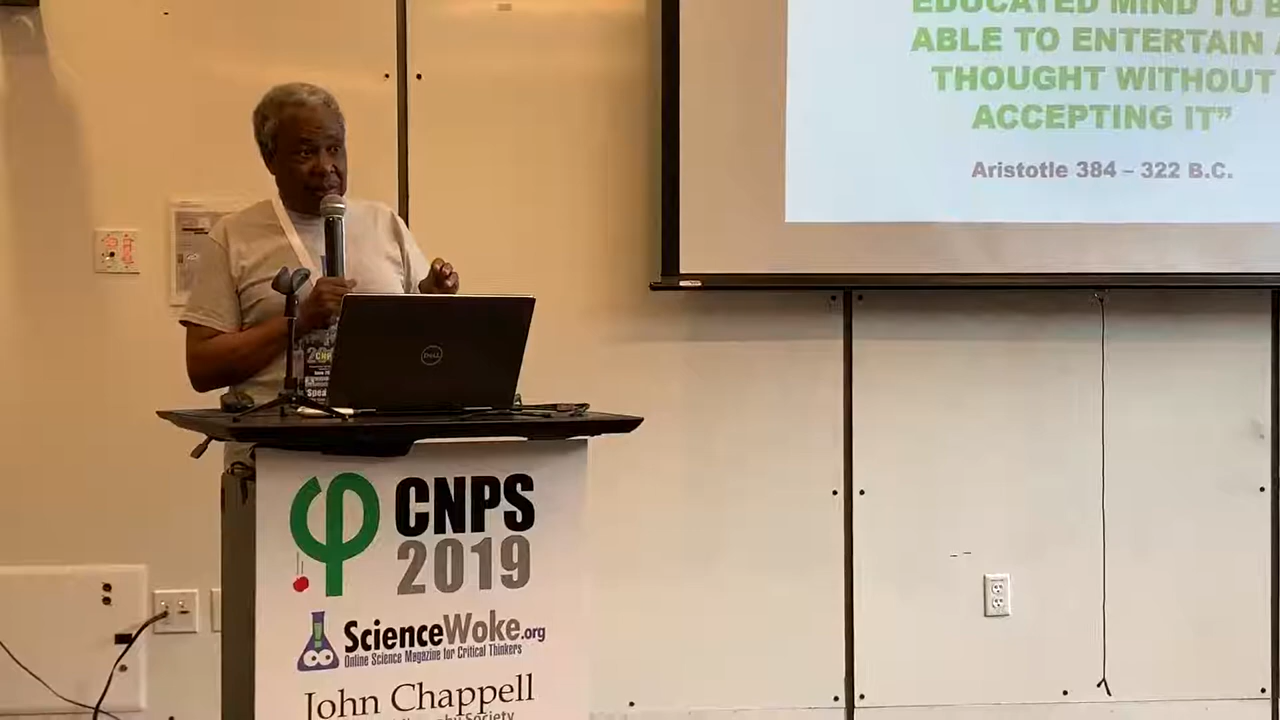 EDUCATED MIND TO
ABLE TO ENTERTAIN
THOUGHT WITHOUT
ACCEPTING IT”
Aristotle 384 – 322 B.C.
DELL
CNPS
2019
ScienceWoke.org
Online Science Magazine for Critical Thinkers
John Chappell
Society